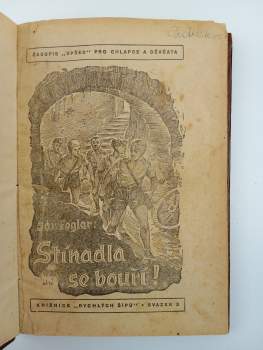 ČASOPIS „VPŘED" PRO CHLAPCE A DĚVČATA
Jar. Foglar:
Stínadla
se bouří!
KNIŽNICE „RYCHLÝCH ŠÍPŮ" • SVAZEK 3